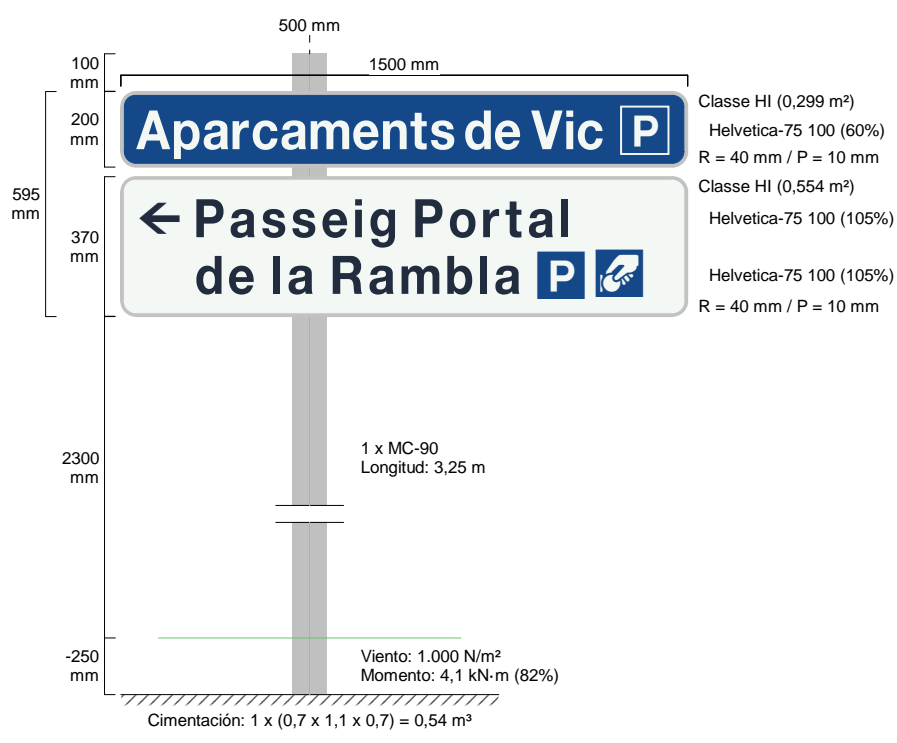 500 mm
100 mm
1500 mm
595 mm
200 mm
Aparcaments de Vic P
Classe HI (0,299 m²)
Helvetica-75 100 (60%)
R = 40 mm / P = 10 mm
370 mm
← Passeig Portal
de la Rambla P
Classe HI (0,554 m²)
Helvetica-75 100 (105%)
Helvetica-75 100 (105%)
R = 40 mm / P = 10 mm
2300 mm
1 x MC-90
Longitud: 3,25 m
-250 mm
Viento: 1.000 N/m²
Momento: 4,1 kN·m (82%)
Cimentación: 1 x (0,7 x 1,1 x 0,7) = 0,54 m³